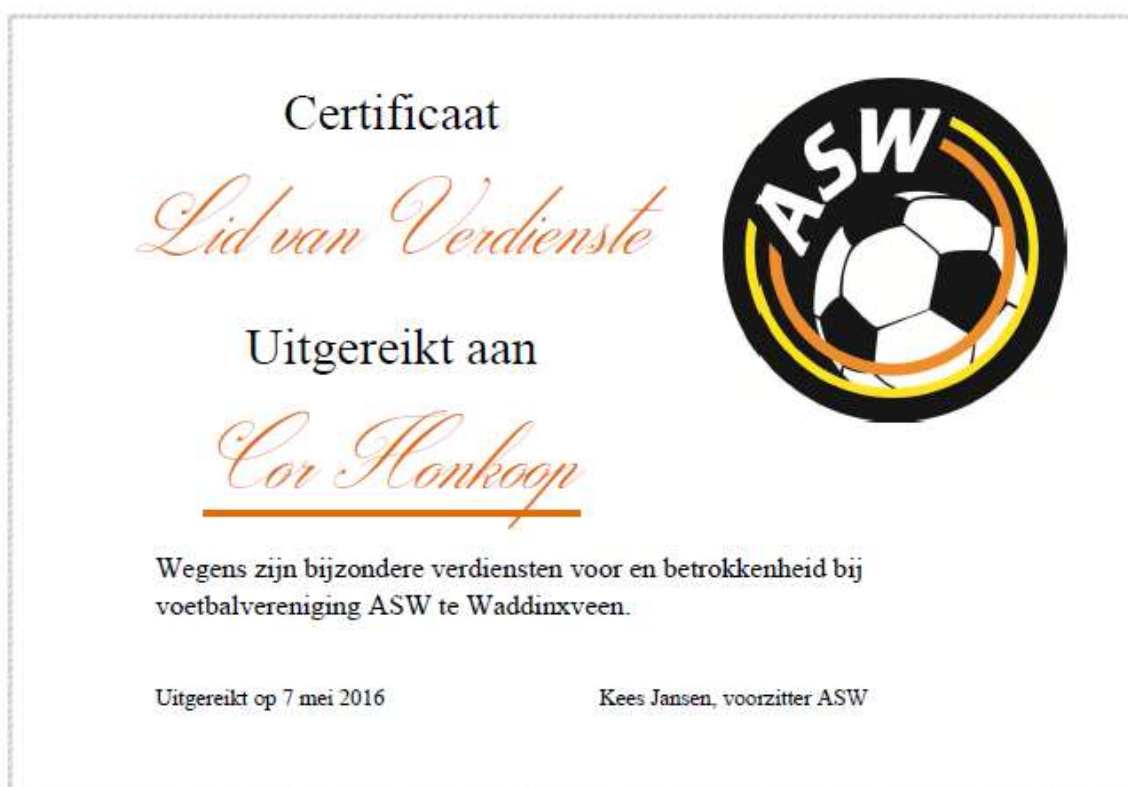 Certificaat
ASW
Lid van Verdienste
Uitgereikt aan
Cor Honkoop
Wegens zijn bijzondere verdiensten voor en betrokkenheid bij
voetbalvereniging ASW te Waddinxveen.
Uitgereikt op 7 mei 2016 Kees Jansen, voorzitter ASW